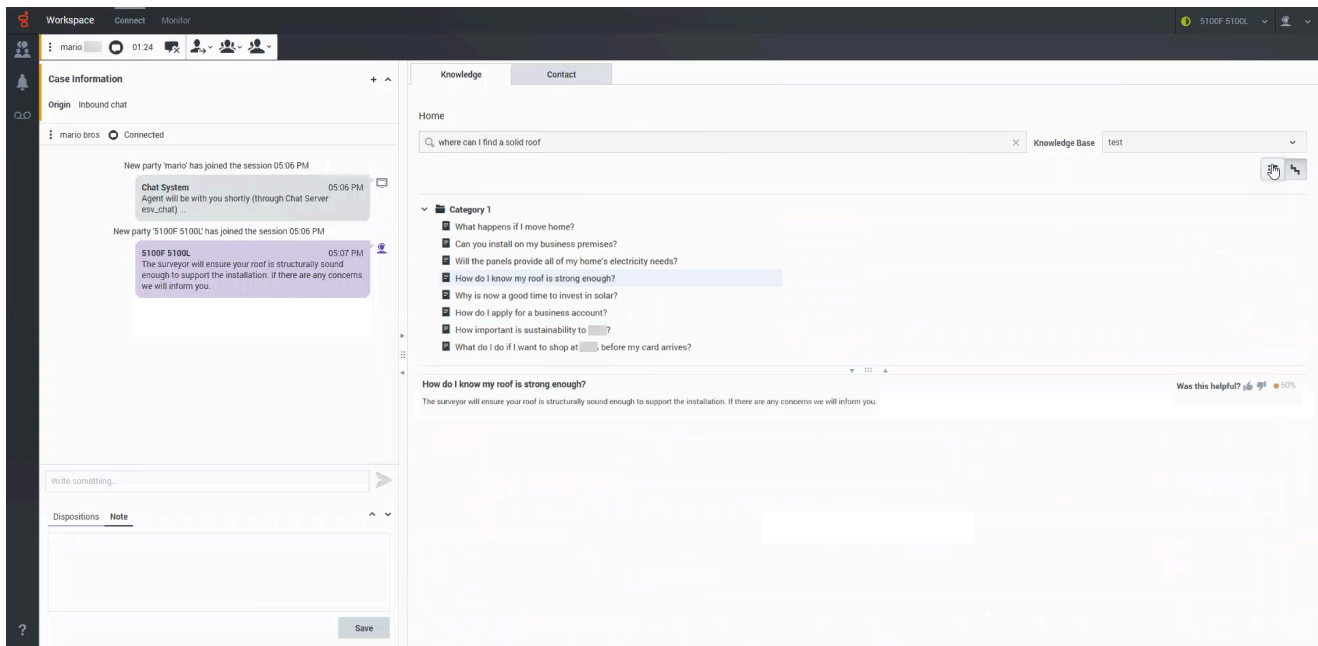 Workspace Connect Monitor
5100F 5100L
mario 01:24
Case Information
Origin Inbound chat
mario bros Connected
New party 'mario' has joined the session 05:06 PM
Chat System 05:06 PM
Agent will be with you shortly (through Chat Server
esv_chat) ...
New party '5100F 5100L' has joined the session 05:06 PM
5100F 5100L 05:07 PM
The surveyor will ensure your roof is structurally sound
enough to support the installation. If there are any concerns
we will inform you.
Write something...
Dispositions Note
Save
?
Knowledge Contact
Home
where can I find a solid roof
Knowledge Base test
Category 1
What happens if I move home?
Can you install on my business premises?
Will the panels provide all of my home's electricity needs?
How do I know my roof is strong enough?
Why is now a good time to invest in solar?
How do I apply for a business account?
How important is sustainability to ?
What do I do if I want to shop at , before my card arrives?
How do I know my roof is strong enough?
Was this helpful? 50%
The surveyor will ensure your roof is structurally sound enough to support the installation. If there are any concerns we will inform you.